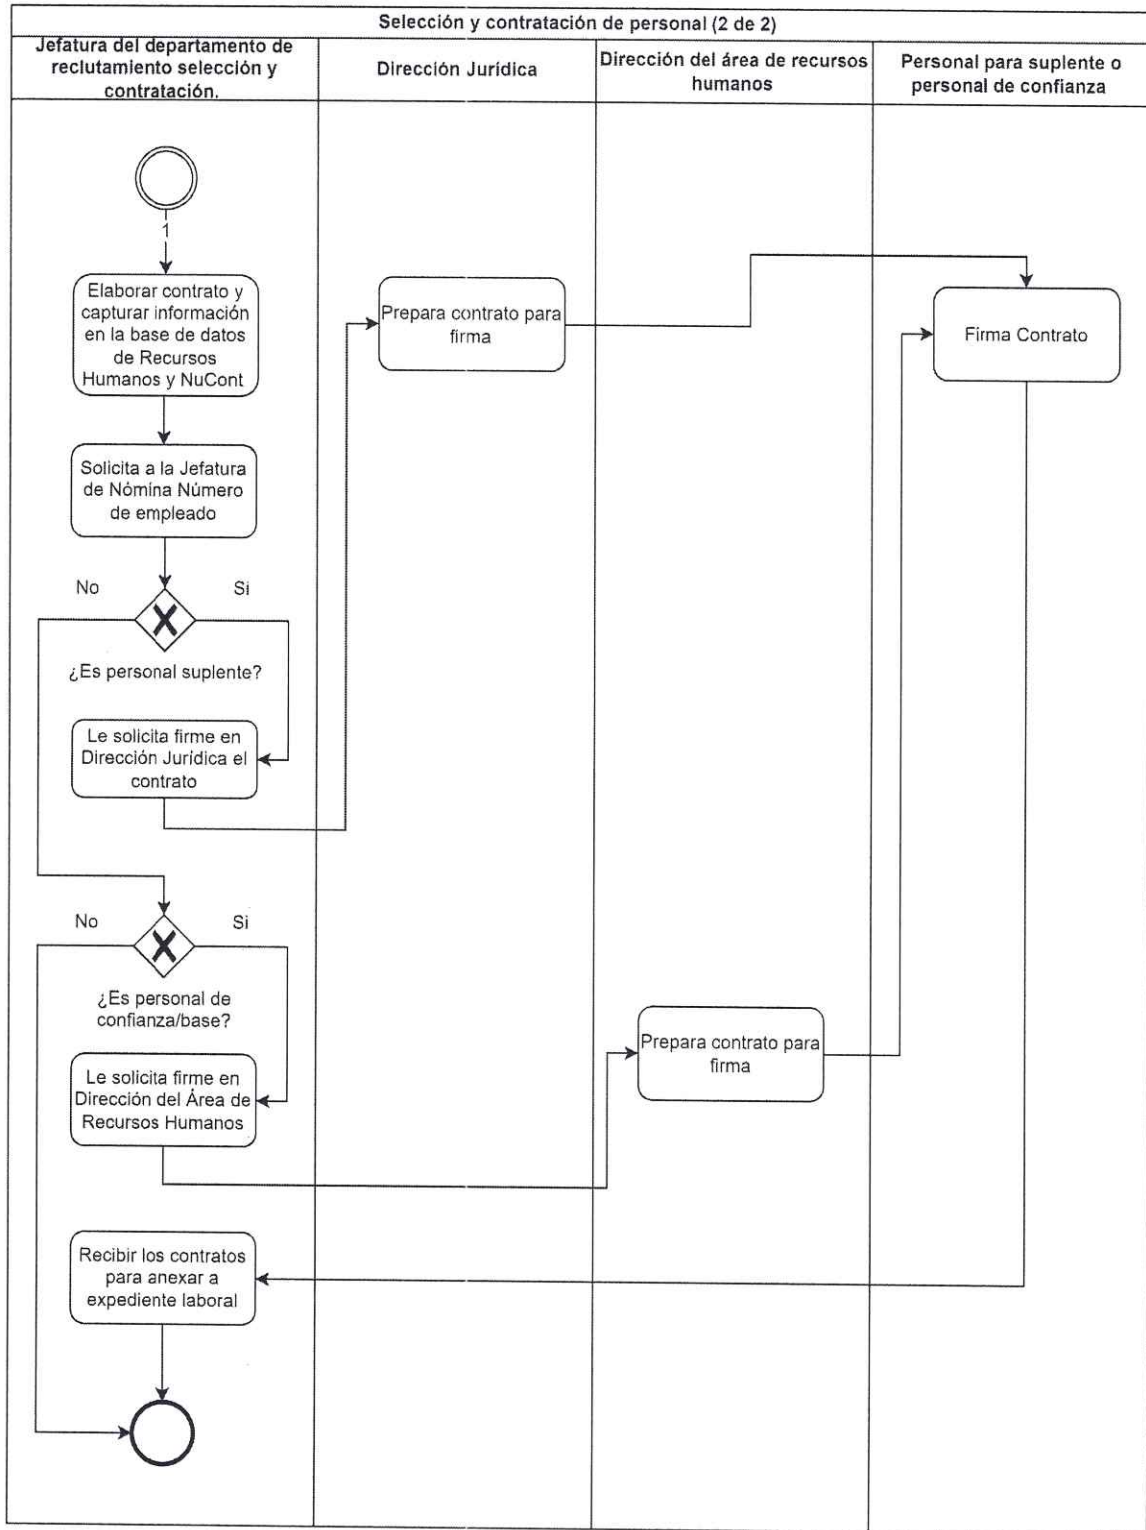 Selección y contratación de personal (2 de 2)
Jefatura del departamento de
reclutamiento selección y
contratación.
Dirección Jurídica
Dirección del área de recursos
humanos
Personal para suplente o
personal de confianza
1
Elaborar contrato y
capturar información
en la base de datos
de Recursos
Humanos y NuCont
Prepara contrato para
firma
Firma Contrato
Solicita a la Jefatura
de Nómina Número
de empleado
No
Si
¿Es personal suplente?
Le solicita firme en
Dirección Jurídica el
contrato
No
Si
¿Es personal de
confianza/base?
Le solicita firme en
Dirección del Área de
Recursos Humanos
Prepara contrato para
firma
Recibir los contratos
para anexar a
expediente laboral